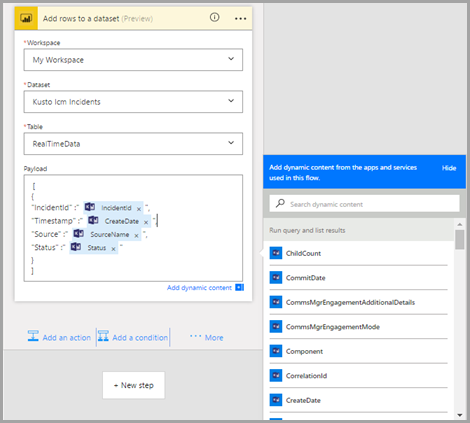 Add rows to a dataset (Preview)
*Workspace
My Workspace
*Dataset
Kusto Icm Incidents
*Table
RealTimeData
Payload
[
{
"IncidentId" :" IncidentId × ",
"Timestamp" :" CreateDate × ",
"Source" :" SourceName × ",
"Status" :" Status × "
}
]
Add dynamic content
Add an action
Add a condition
··· More
+ New step
Add dynamic content from the apps and services
used in this flow.
Hide
Search dynamic content
Run query and list results
ChildCount
CommitDate
CommsMgrEngagementAdditionalDetails
CommsMgrEngagementMode
Component
CorrelationId
CreateDate